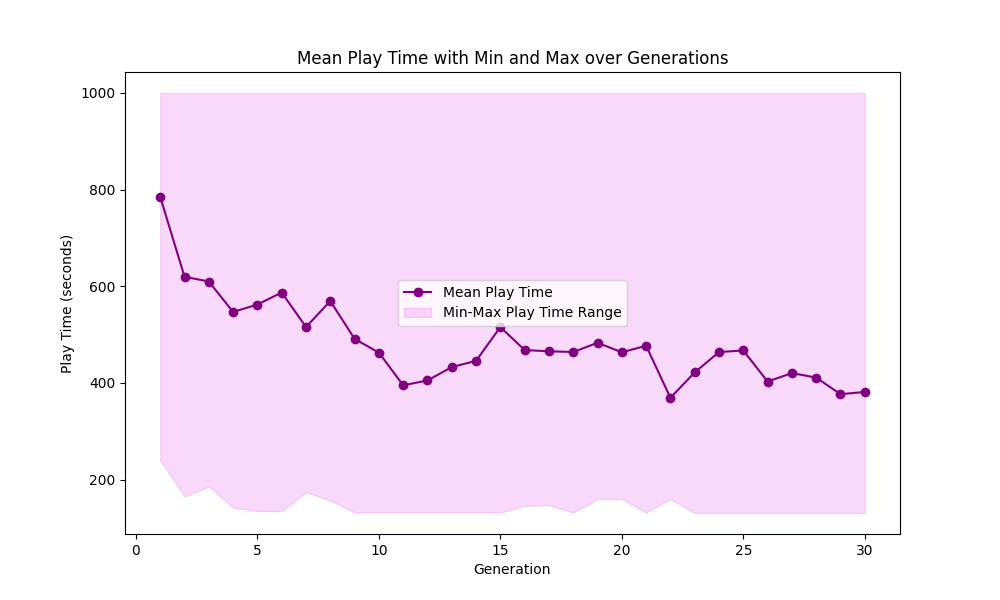 Mean Play Time with Min and Max over Generations
Play Time (seconds)
1000
800
600
400
200
Mean Play Time
Min-Max Play Time Range
0 5 10 15 20 25 30
Generation